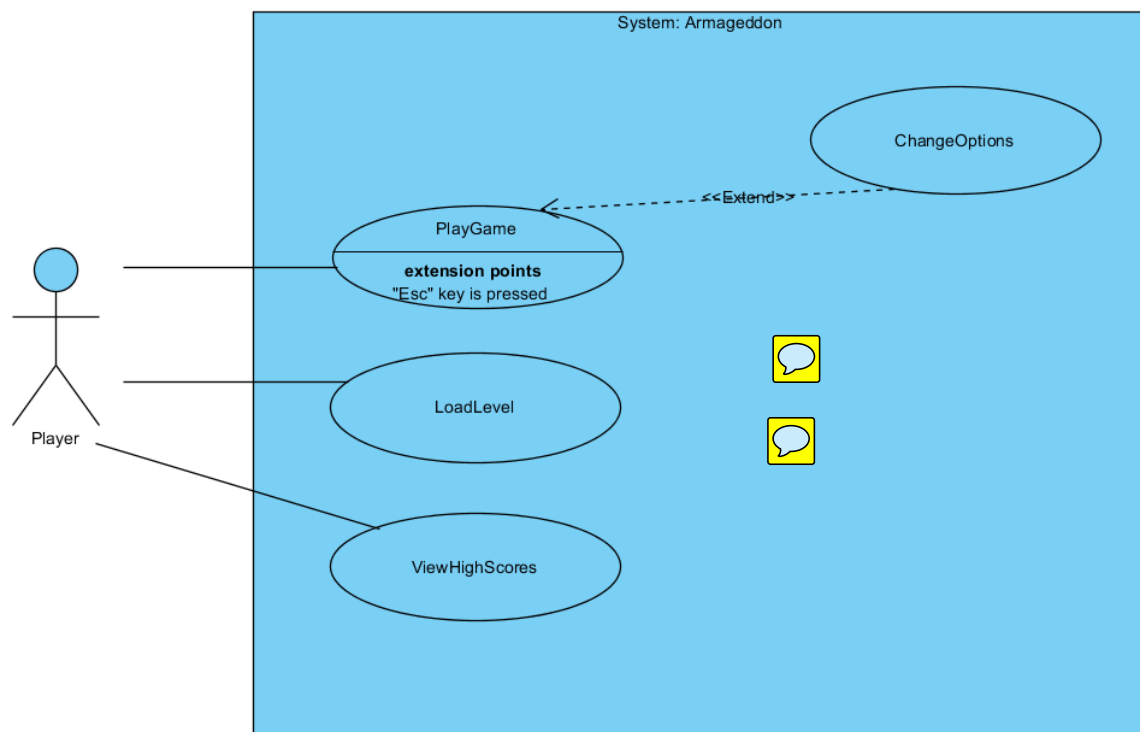 System: Armageddon
ChangeOptions
<<Extend>>
PlayGame
extension points
"Esc" key is pressed
LoadLevel
Player
ViewHighScores